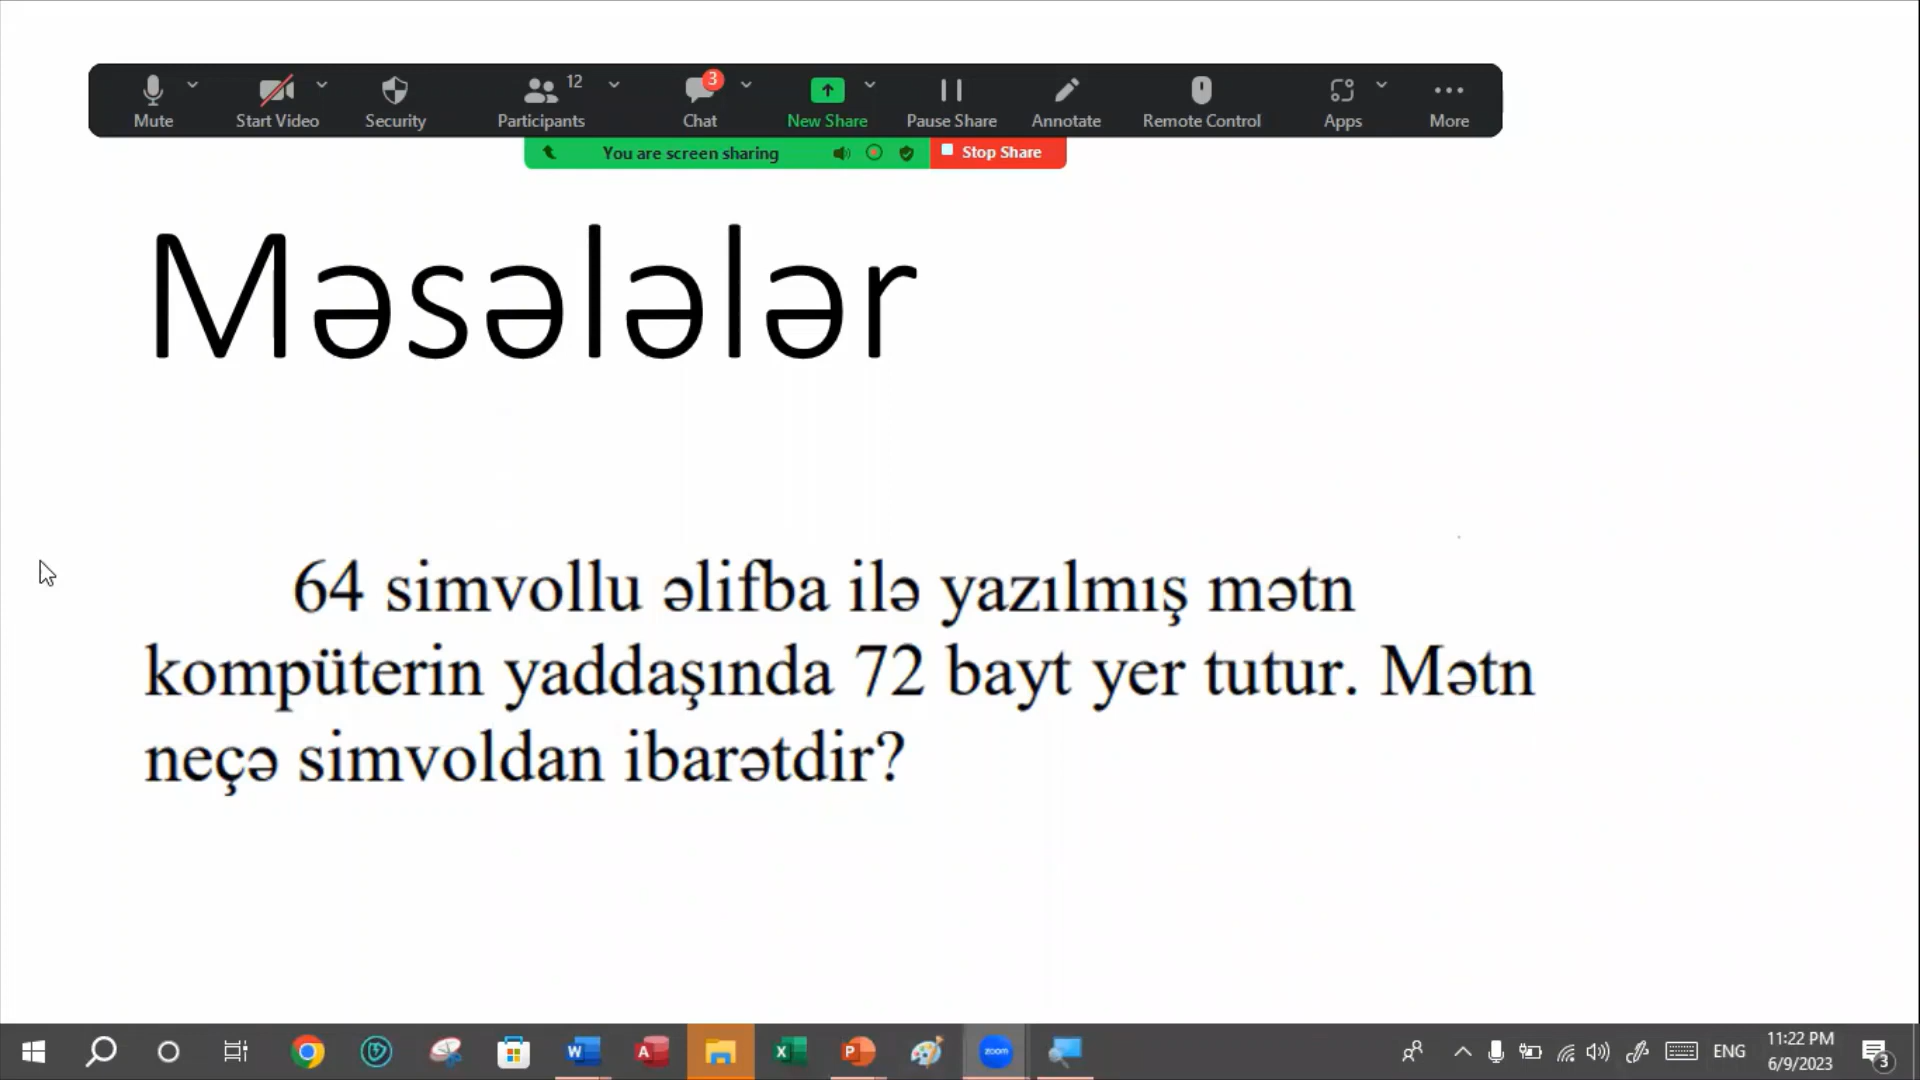 12
3
Mute
Start Video
Security
Participants
Chat
New Share
Pause Share
Annotate
Remote Control
Apps
More
You are screen sharing
Stop Share
Məsələlər
64 simvollu əlifba ilə yazılmış mətn
kompüterin yaddaşında 72 bayt yer tutur. Mətn
neçə simvoldan ibarətdir?
W
A
X
P
zoom
ENG
11:22 PM
6/9/2023
3